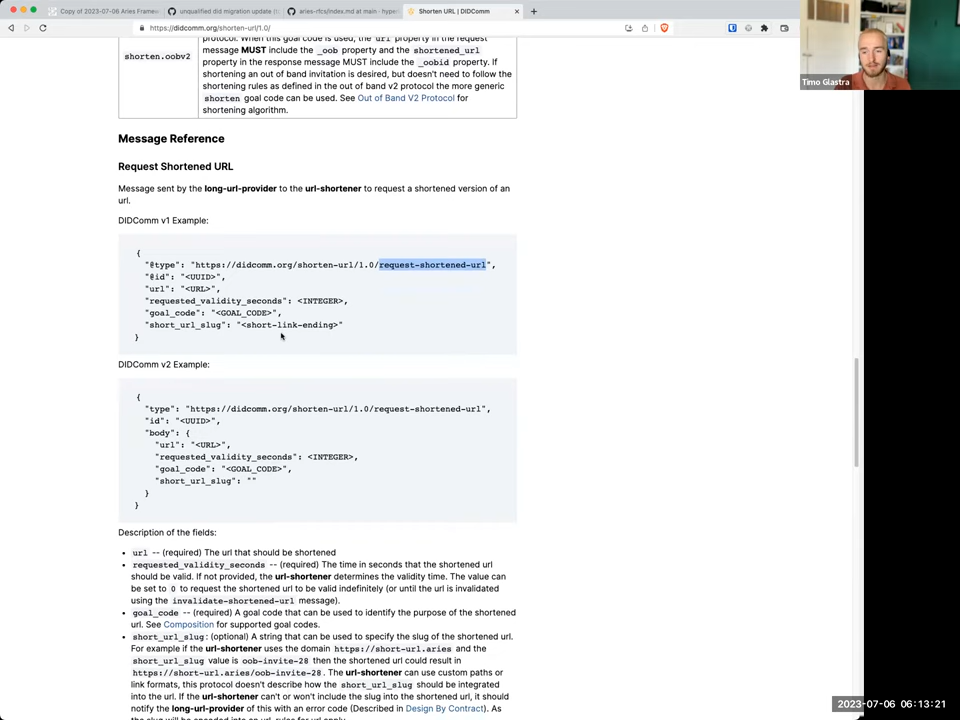 Copy of 2023-07-06 Aries Framew
unqualified did migration update (
aries-rfcs/index.md at main · hyper
Shorten URL | DIDComm
https://didcomm.org/shorten-url/1.0/
Timo Glastra
protocol. When this goal code is used, the url property in the request
message MUST include the _oob property and the shortened_url
property in the response message MUST include the _oobid property. If
shorten.oobv2
shortening an out of band invitation is desired, but doesn't need to follow the
shortening rules as defined in the out of band v2 protocol the more generic
shorten goal code can be used. See Out of Band V2 Protocol for
shortening algorithm.
Message Reference
Request Shortened URL
Message sent by the long-url-provider to the url-shortener to request a shortened version of an
url.
DIDComm v1 Example:
{
"@type": "https://didcomm.org/shorten-url/1.0/request-shortened-url",
"@id": "<UUID>",
"url": "<URL>",
"requested_validity_seconds": <INTEGER>,
"goal_code": "<GOAL_CODE>",
"short_url_slug": "<short-link-ending>"
}
DIDComm v2 Example:
{
"type": "https://didcomm.org/shorten-url/1.0/request-shortened-url",
"id": "<UUID>",
"body": {
"url": "<URL>",
"requested_validity_seconds": <INTEGER>,
"goal_code": "<GOAL_CODE>",
"short_url_slug": ""
}
}
Description of the fields:
• url -- (required) The url that should be shortened
• requested_validity_seconds -- (required) The time in seconds that the shortened url
should be valid. If not provided, the url-shortener determines the validity time. The value can
be set to 0 to request the shortened url to be valid indefinitely (or until the url is invalidated
using the invalidate-shortened-url message).
• goal_code -- (required) A goal code that can be used to identify the purpose of the shortened
url. See Composition for supported goal codes.
• short_url_slug: (optional) A string that can be used to specify the slug of the shortened url.
For example if the url-shortener uses the domain https://short-url.aries and
the short_url_slug value is oob-invite-28 then the shortened url could result in
https://short-url.aries/oob-invite-28. The url-shortener can use custom paths or
link formats, this protocol doesn't describe how the short_url_slug should be integrated
into the url. If the url-shortener can't or won't include the slug into the shortened url, it should
notify the long-url-provider of this with an error code (Described in Design By Contract). As
the slug will be encoded into an url, rules for url apply.
2023-07-06 06:13:21